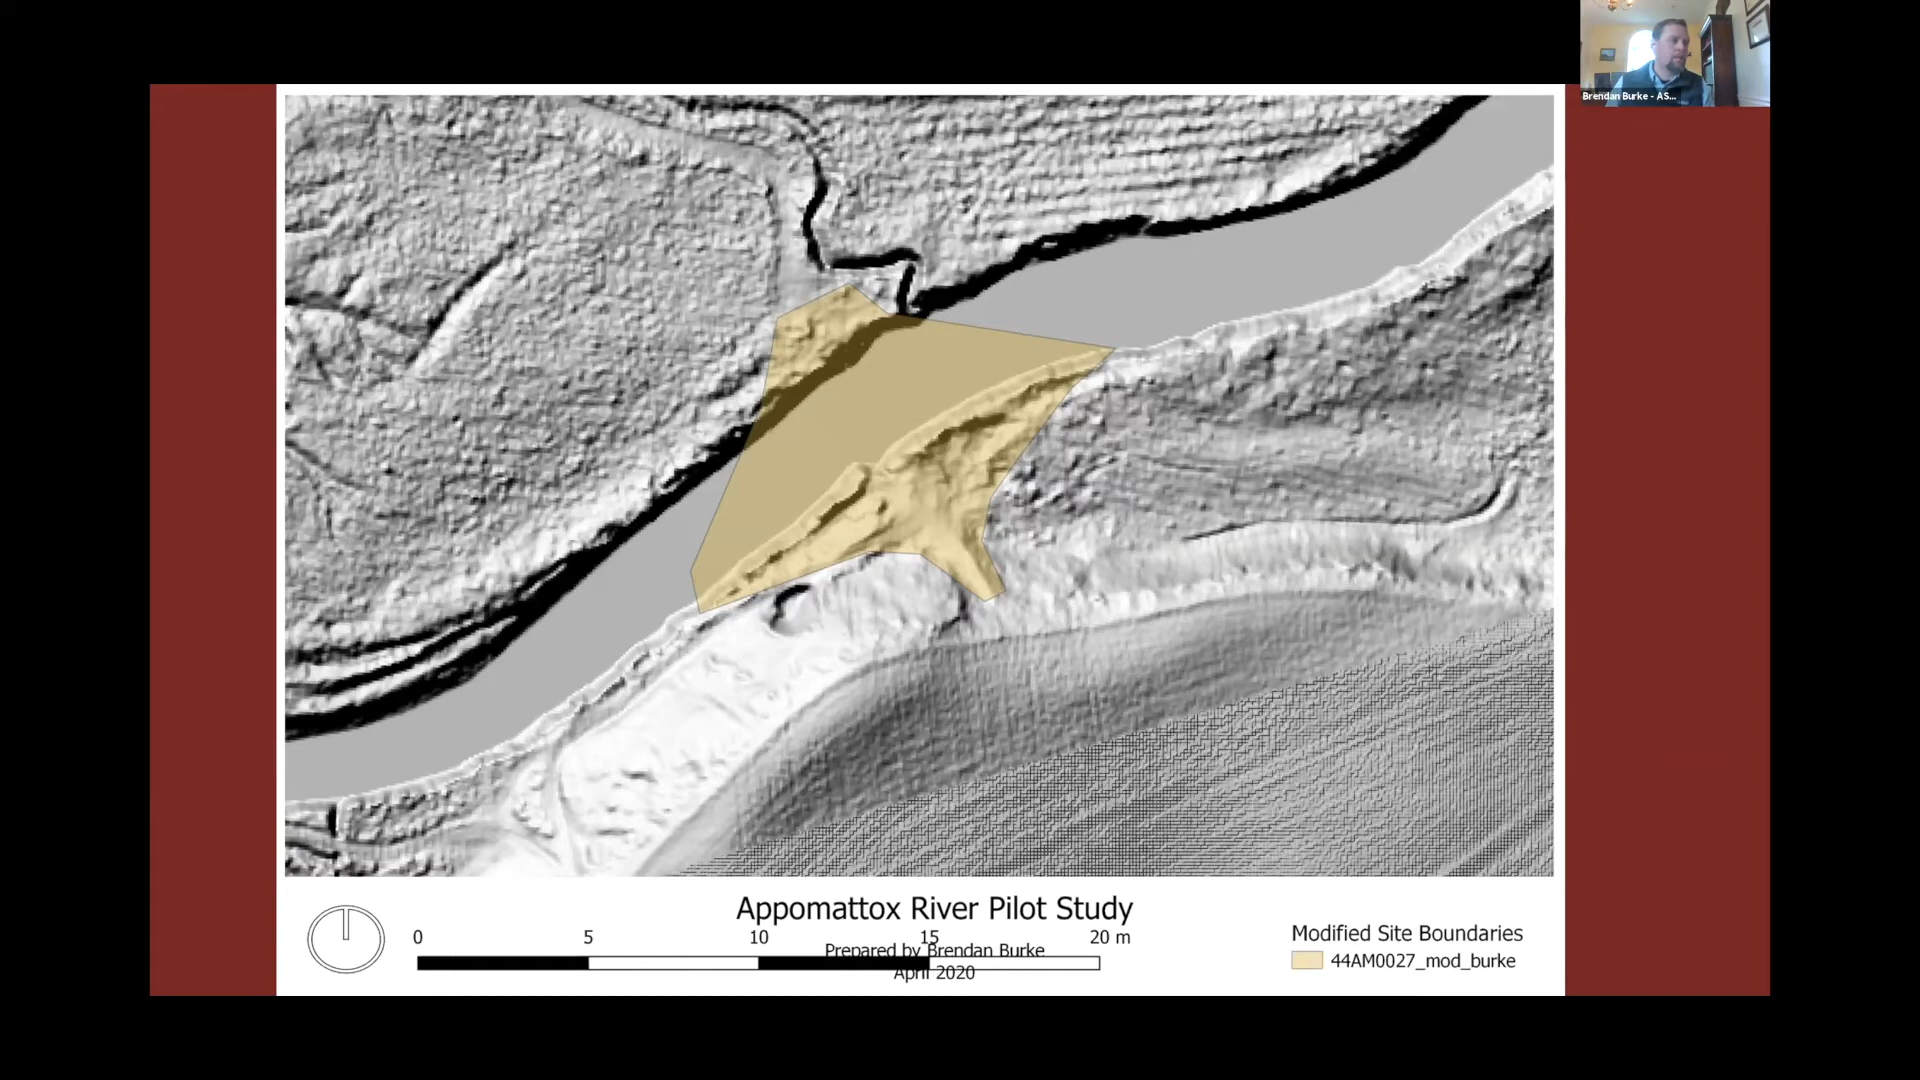 Brendan Burke - AS...
Appomattox River Pilot Study
0 5 10 15 20 m
Prepared by Brendan Burke
April 2020
Modified Site Boundaries
44AM0027_mod_burke